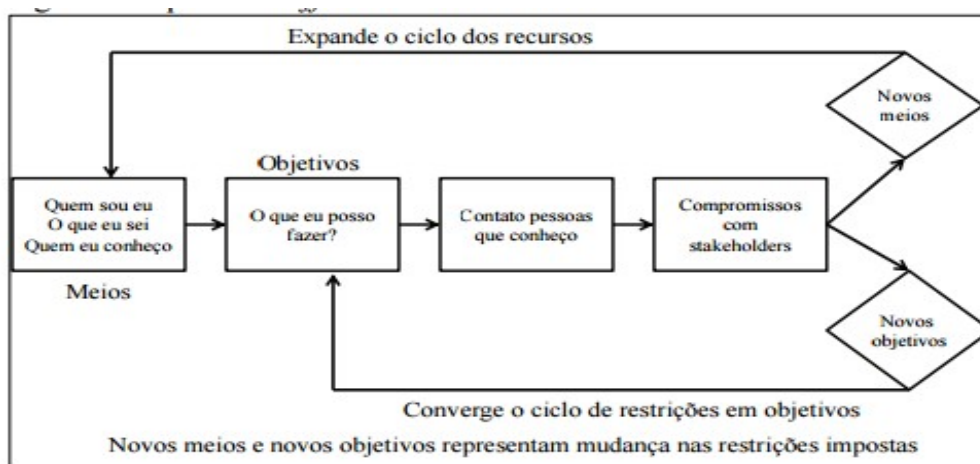 Expande o ciclo dos recursos
Novos
meios
Objetivos
Quem sou eu
O que eu sei
Quem eu conheço
O que eu posso
fazer?
Contato pessoas
que conheço
Compromissos
com
stakeholders
Meios
Novos
objetivos
Converge o ciclo de restrições em objetivos
Novos meios e novos objetivos representam mudança nas restrições impostas